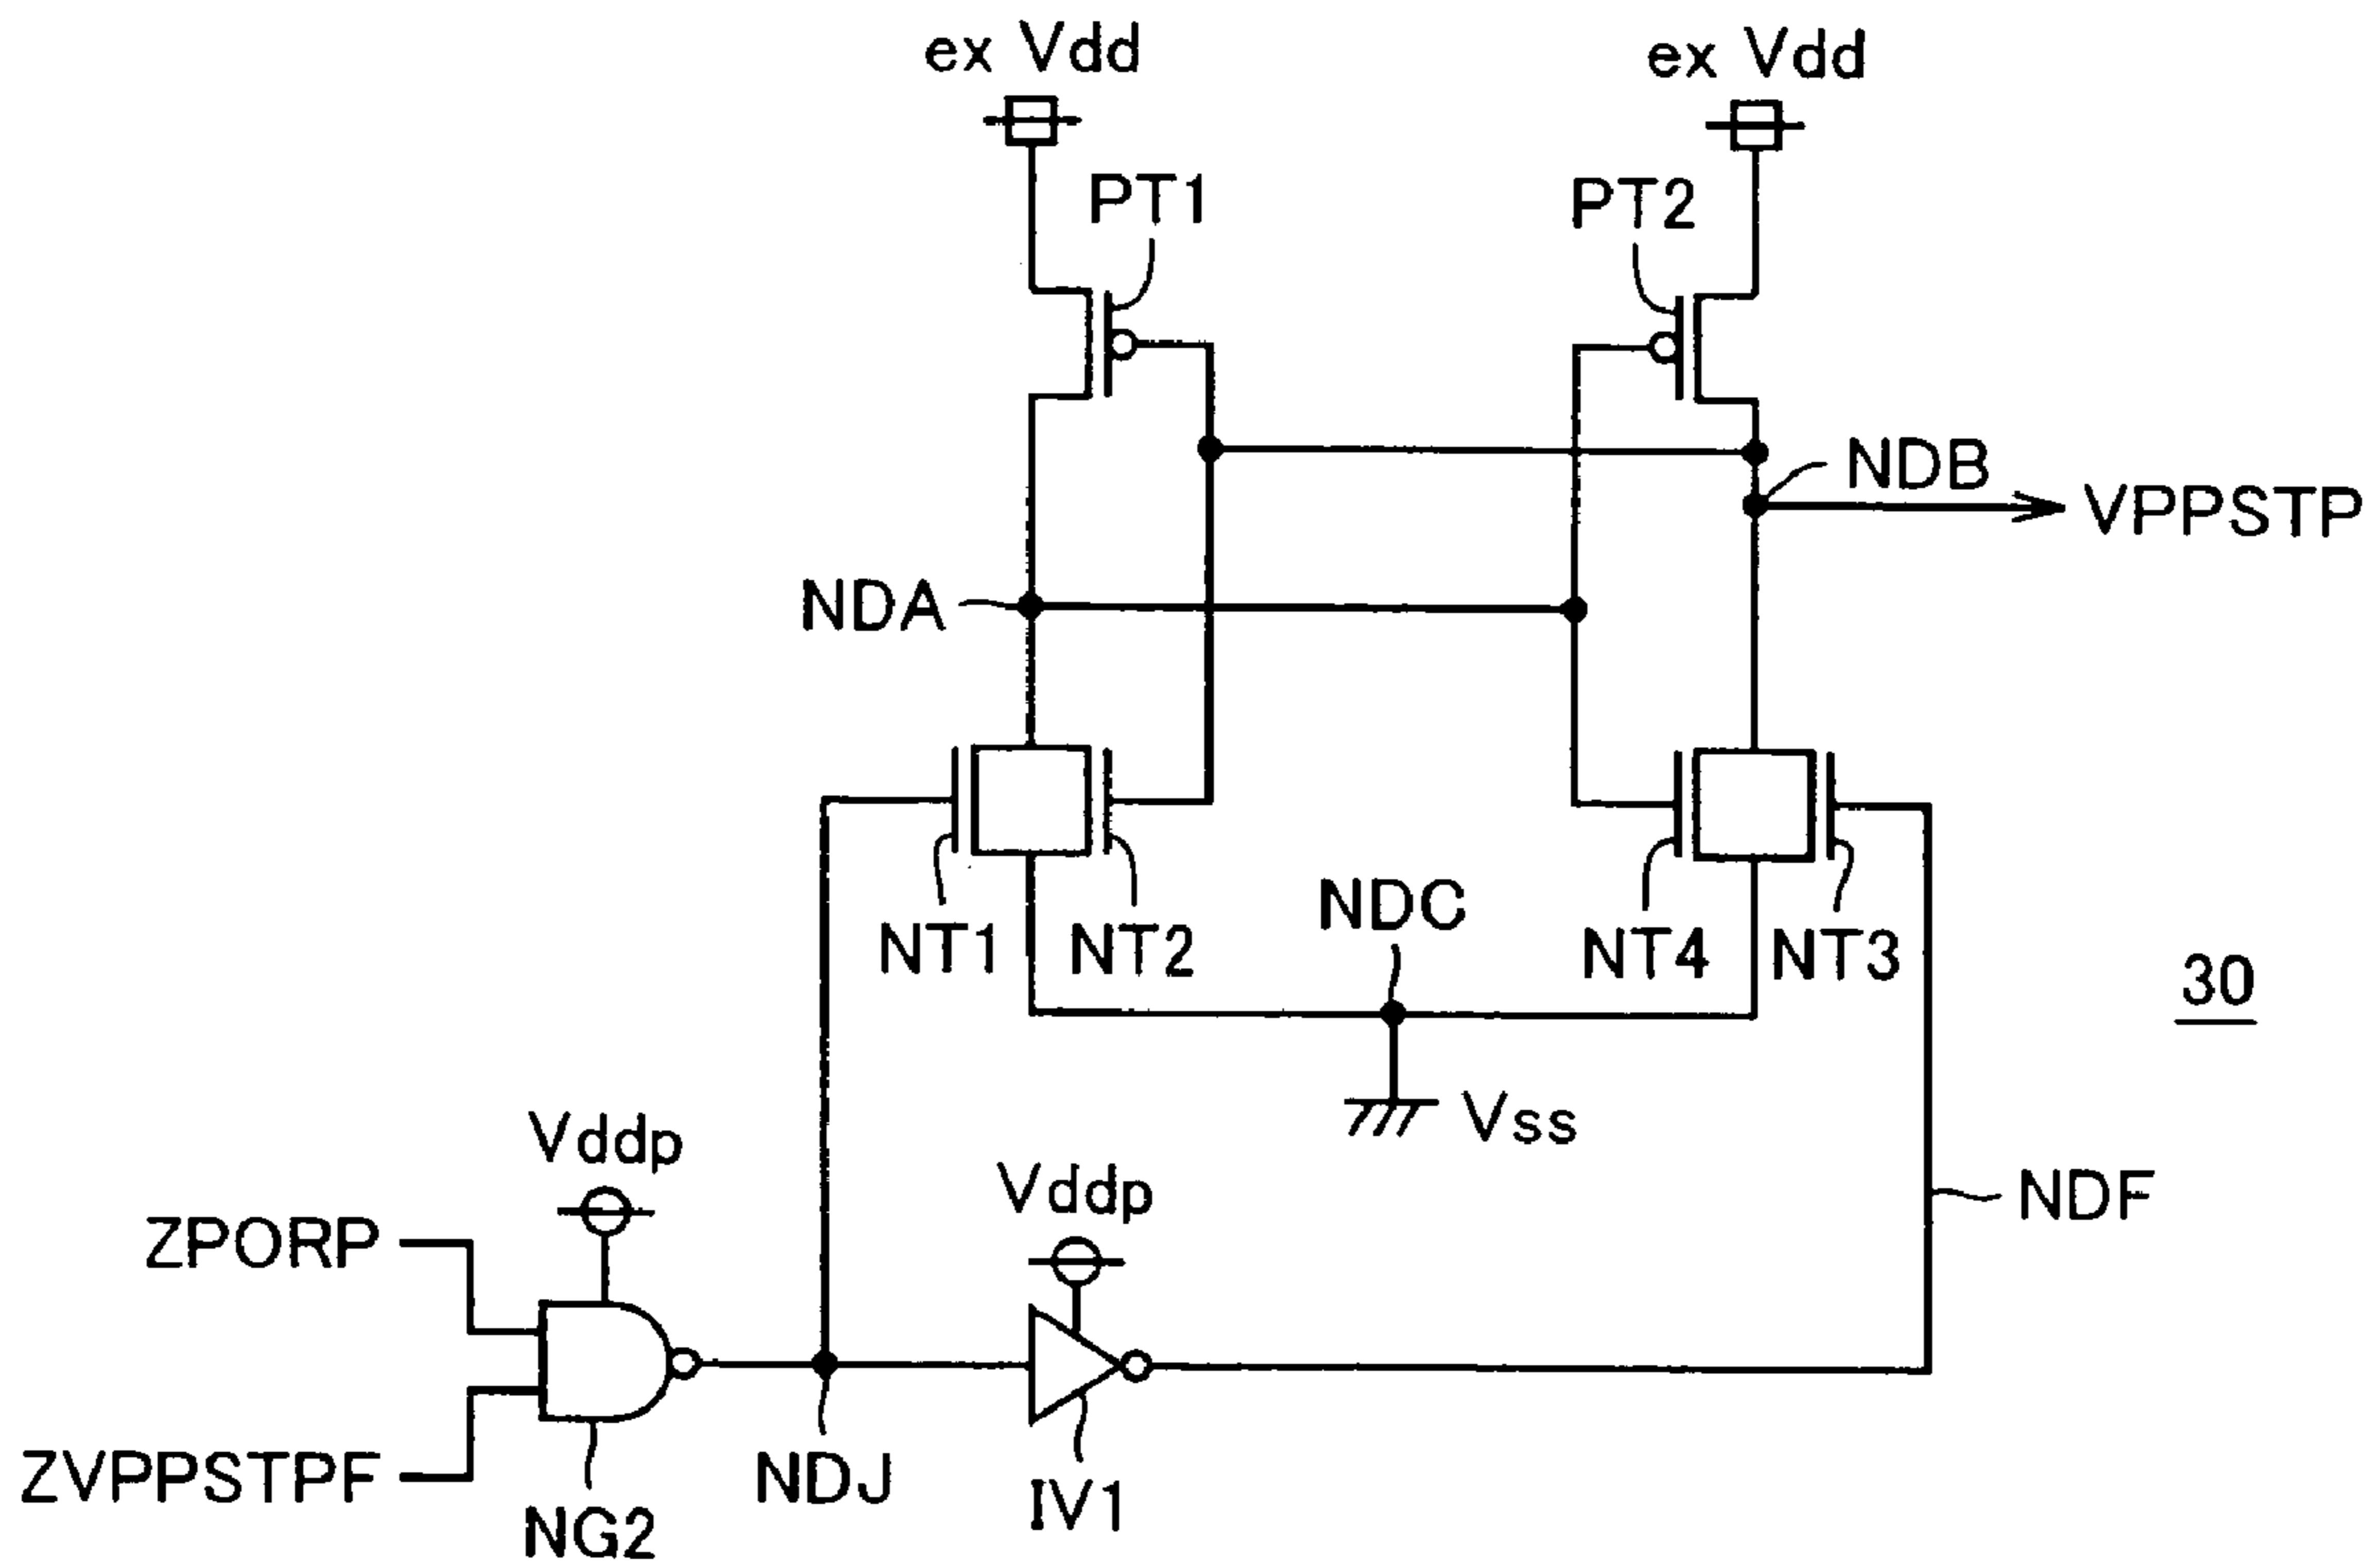 ex Vdd
ex Vdd
PT1
PT2
NDB
VPPSTP
NDA
NT1
NT2
NDC
NT4
NT3
30
Vss
Vddp
Vddp
NDF
ZPORP
ZVPPSTPF
NG2
NDJ
IV1